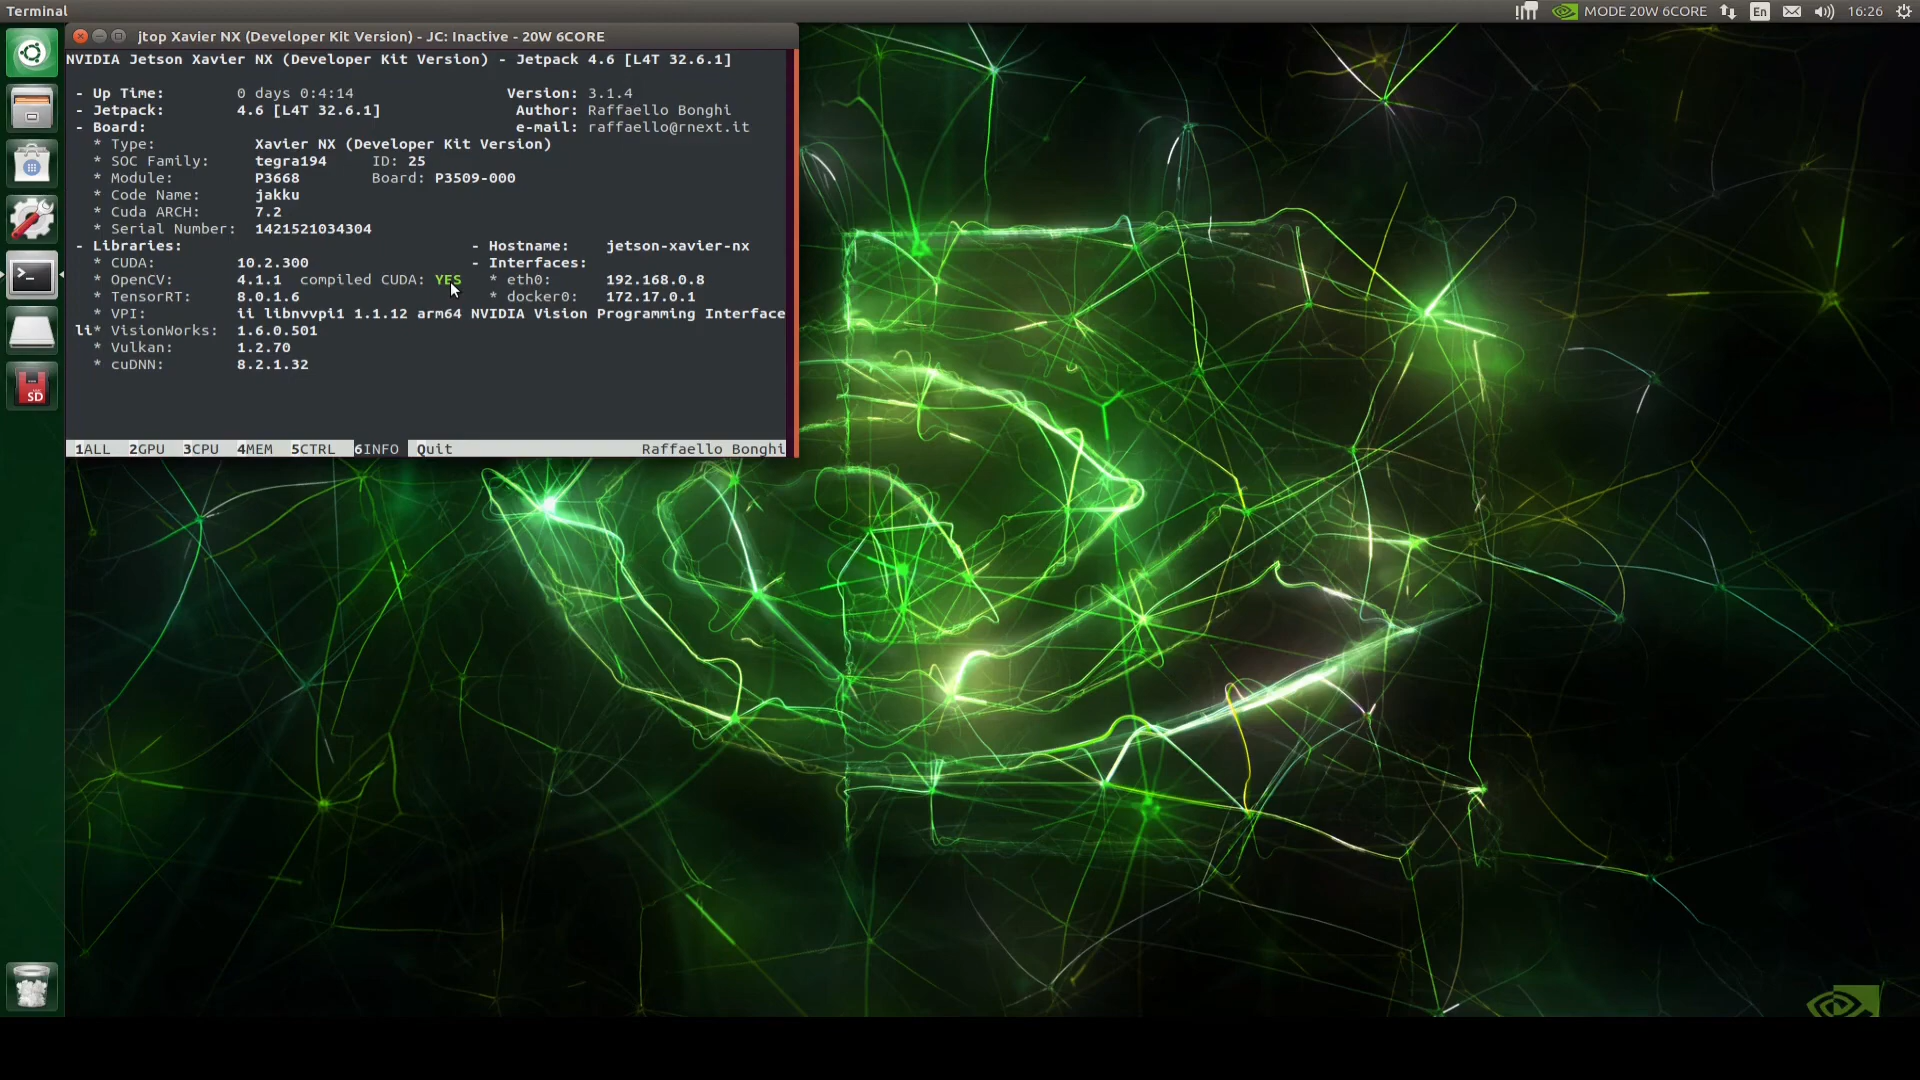 Terminal
MODE 20W 6CORE En 16:26
jtop Xavier NX (Developer Kit Version) - JC: Inactive - 20W 6CORE
NVIDIA Jetson Xavier NX (Developer Kit Version) - Jetpack 4.6 [L4T 32.6.1]
- Up Time: 0 days 0:4:14 Version: 3.1.4
- Jetpack: 4.6 [L4T 32.6.1] Author: Raffaello Bonghi
- Board: e-mail: raffaello@rnext.it
* Type: Xavier NX (Developer Kit Version)
* SOC Family: tegra194 ID: 25
* Module: P3668 Board: P3509-000
* Code Name: jakku
* Cuda ARCH: 7.2
* Serial Number: 1421521034304
- Libraries: - Hostname: jetson-xavier-nx
* CUDA: 10.2.300 - Interfaces:
* OpenCV: 4.1.1 compiled CUDA: YES * eth0: 192.168.0.8
* TensorRT: 8.0.1.6 * docker0: 172.17.0.1
* VPI: ii libnvvpi1 1.1.12 arm64 NVIDIA Vision Programming Interface
li* VisionWorks: 1.6.0.501
* Vulkan: 1.2.70
* cuDNN: 8.2.1.32
1ALL 2GPU 3CPU 4MEM 5CTRL 6INFO Quit Raffaello Bonghi
SD